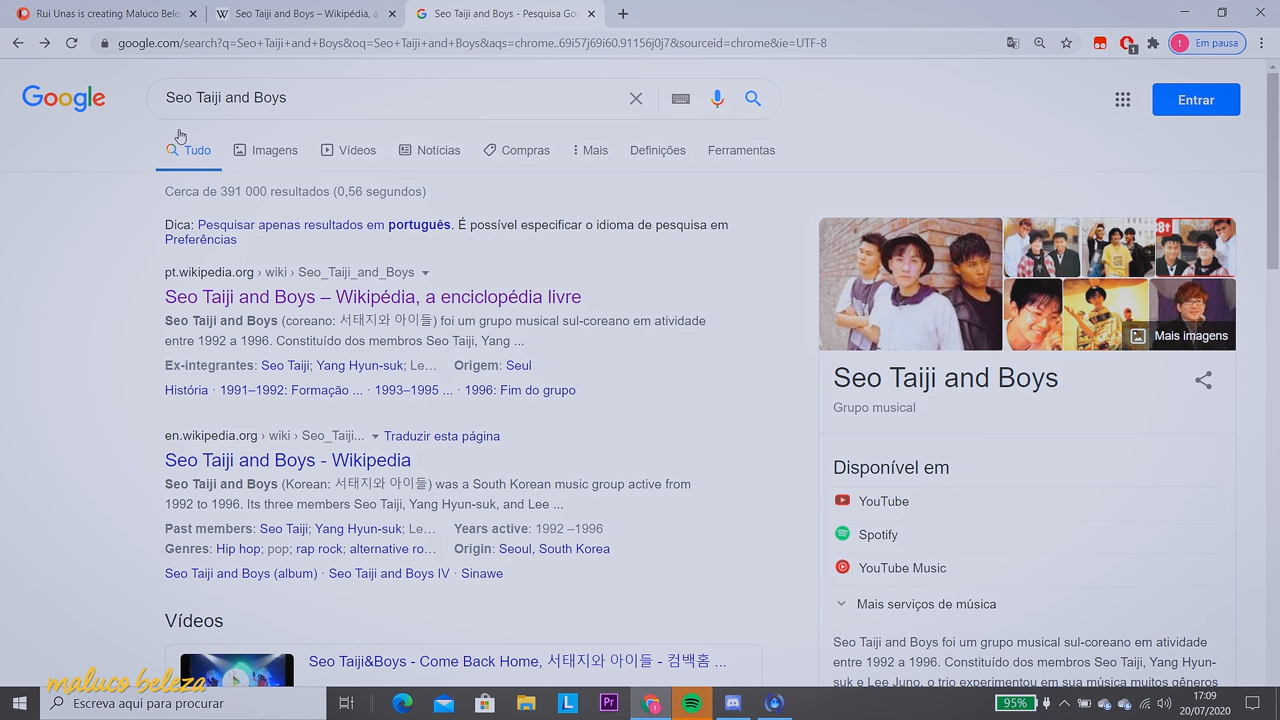 Rui Unas is creating Maluco Bele
Seo Taiji and Boys – Wikipédia, a
Seo Taiji and Boys - Pesquisa Goo
google.com/search?q=Seo+Taiji+and+Boys&oq=Seo+Taiji+and+Boys&aqs=chrome..69i57j69i60.91156j0j7&sourceid=chrome&ie=UTF-8
1
t Em pausa
Google
Seo Taiji and Boys
Entrar
Tudo Imagens Vídeos Notícias Compras Mais Definições Ferramentas
Cerca de 391 000 resultados (0,56 segundos)
Dica: Pesquisar apenas resultados em português. É possível especificar o idioma de pesquisa em
Preferências
pt.wikipedia.org › wiki › Seo_Taiji_and_Boys
Seo Taiji and Boys – Wikipédia, a enciclopédia livre
Seo Taiji and Boys (coreano: 서태지와 아이들) foi um grupo musical sul-coreano em atividade
entre 1992 a 1996. Constituído dos membros Seo Taiji, Yang ...
Ex-integrantes: Seo Taiji; Yang Hyun-suk; Le… Origem: Seul
História · 1991–1992: Formação ... · 1993–1995 ... · 1996: Fim do grupo
en.wikipedia.org › wiki › Seo_Taiji... Traduzir esta página
Seo Taiji and Boys - Wikipedia
Seo Taiji and Boys (Korean: 서태지와 아이들) was a South Korean music group active from
1992 to 1996. Its three members Seo Taiji, Yang Hyun-suk, and Lee ...
Past members: Seo Taiji; Yang Hyun-suk; Le… Years active: 1992 –1996
Genres: Hip hop; pop; rap rock; alternative ro… Origin: Seoul, South Korea
Seo Taiji and Boys (album) · Seo Taiji and Boys IV · Sinawe
Vídeos
Seo Taiji&Boys - Come Back Home, 서태지와 아이들 - 컴백홈 ...
Mais imagens
Seo Taiji and Boys
Grupo musical
Disponível em
YouTube
Spotify
YouTube Music
Mais serviços de música
Seo Taiji and Boys foi um grupo musical sul-coreano em atividade
entre 1992 a 1996. Constituído dos membros Seo Taiji, Yang Hyun-
suk e Lee Juno, o trio experimentou em sua música muitos gêneros
maluco beleza
Escreva aqui para procurar
L
Pr
95%
17:09
20/07/2020